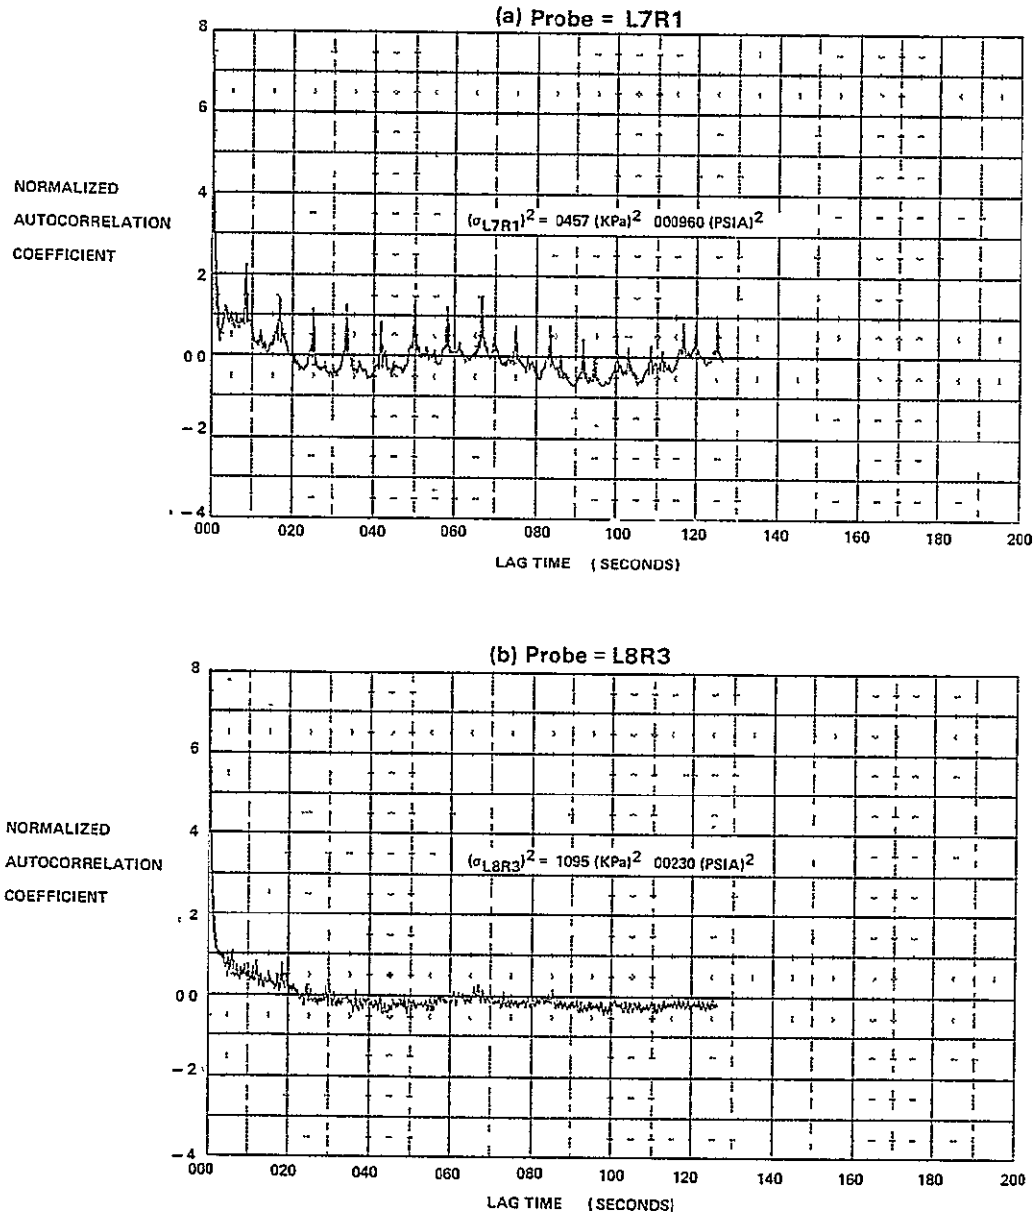 (a) Probe = L7R1
8
6
NORMALIZED
4
AUTOCORRELATION
(σL7R1)² = 0457 (KPa)² 000960 (PSIA)²
COEFFICIENT
2
0 0
-2
-4
000 020 040 060 080 100 120 140 160 180 200
LAG TIME (SECONDS)
(b) Probe = L8R3
8
6
NORMALIZED
4
AUTOCORRELATION
(σL8R3)² = 1095 (KPa)² 00230 (PSIA)²
COEFFICIENT
2
0 0
-2
-4
000 020 040 060 080 100 120 140 160 180 200
LAG TIME (SECONDS)